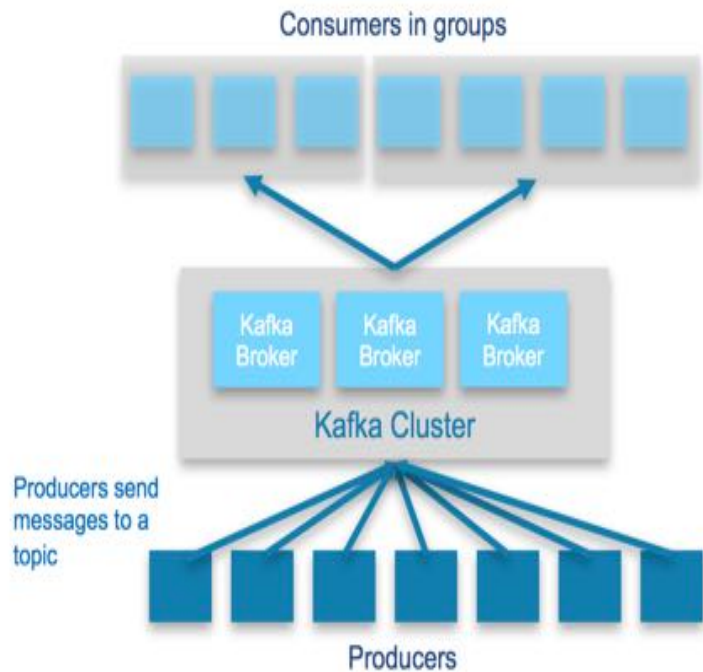 Consumers in groups
Kafka
Broker
Kafka
Broker
Kafka
Broker
Kafka Cluster
Producers send
messages to a
topic
Producers